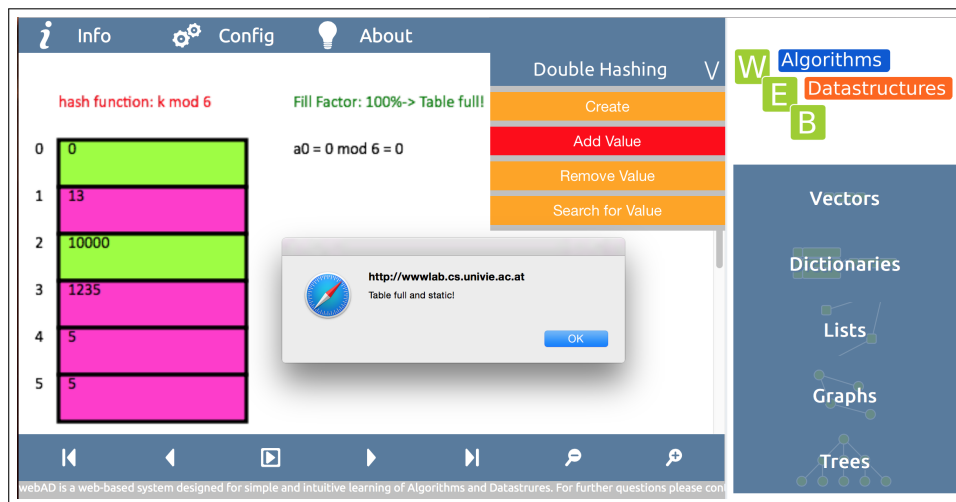 Info
Config
About
Double Hashing
Create
Add Value
Remove Value
Search for Value
hash function: k mod 6
Fill Factor: 100%-> Table full!
a0 = 0 mod 6 = 0
0 0
1 13
2 10000
3 1235
4 5
5 5
http://wwwlab.cs.univie.ac.at
Table full and static!
OK
webAD is a web-based system designed for simple and intuitive learning of Algorithms and Datastrures. For further questions please con
W Algorithms
E Datastructures
B
Vectors
Dictionaries
Lists
Graphs
Trees